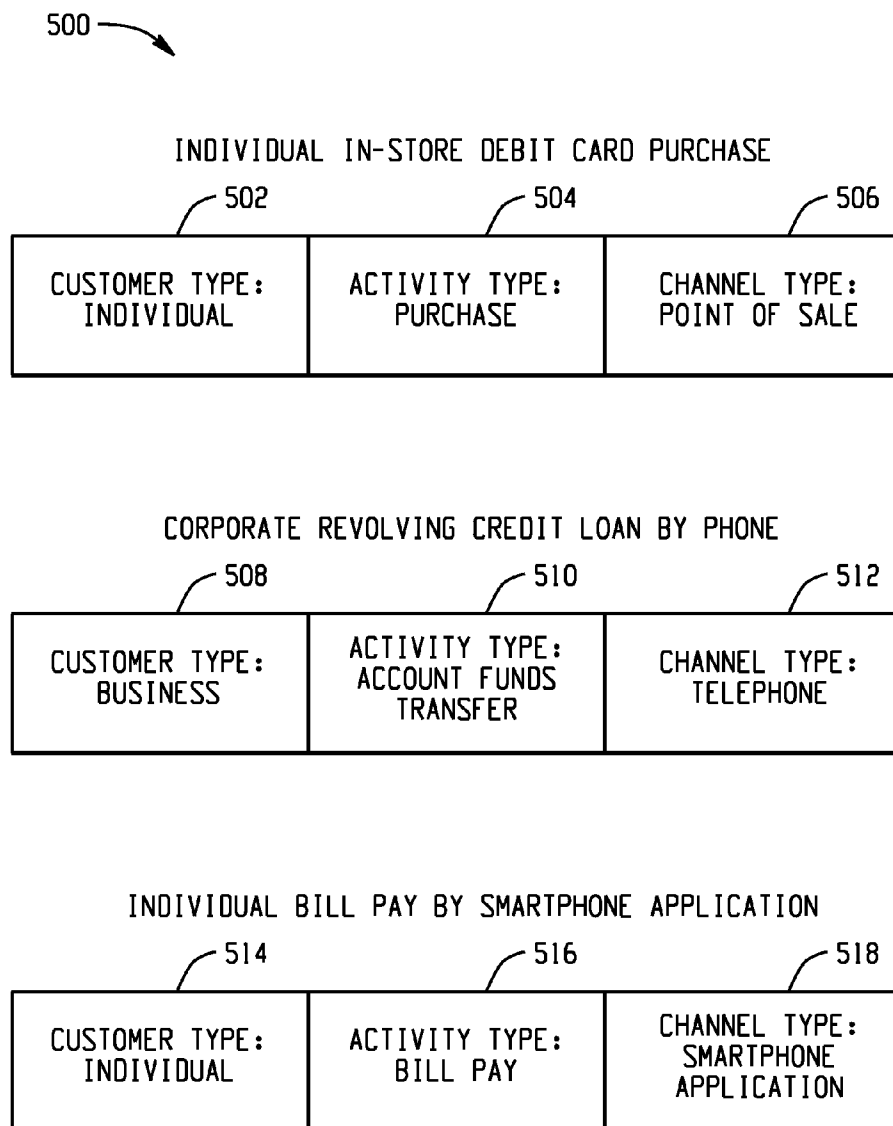 500
INDIVIDUAL IN-STORE DEBIT CARD PURCHASE
502
504
506
CUSTOMER TYPE:
INDIVIDUAL
ACTIVITY TYPE:
PURCHASE
CHANNEL TYPE:
POINT OF SALE
CORPORATE REVOLVING CREDIT LOAN BY PHONE
508
510
512
CUSTOMER TYPE:
BUSINESS
ACTIVITY TYPE:
ACCOUNT FUNDS
TRANSFER
CHANNEL TYPE:
TELEPHONE
INDIVIDUAL BILL PAY BY SMARTPHONE APPLICATION
514
516
518
CUSTOMER TYPE:
INDIVIDUAL
ACTIVITY TYPE:
BILL PAY
CHANNEL TYPE:
SMARTPHONE
APPLICATION